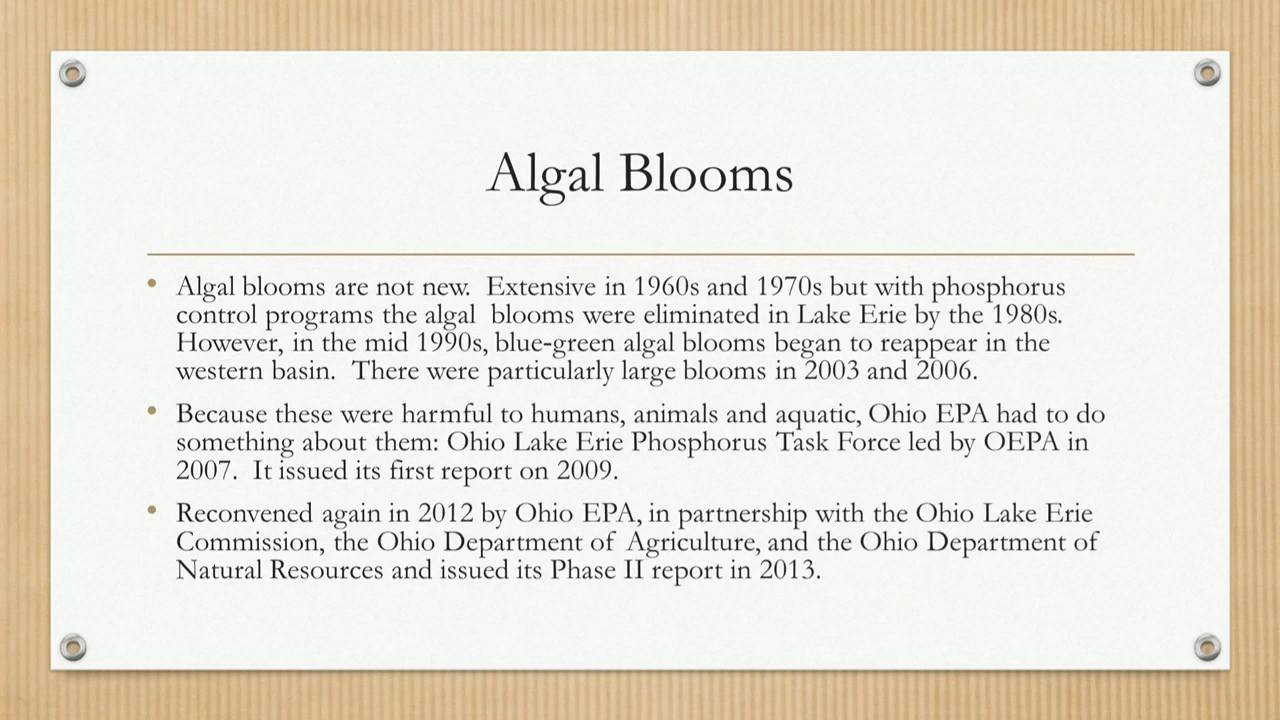 Algal Blooms
• Algal blooms are not new.  Extensive in 1960s and 1970s but with phosphorus
control programs the algal  blooms were eliminated in Lake Erie by the 1980s.
However, in the mid 1990s, blue-green algal blooms began to reappear in the
western basin.  There were particularly large blooms in 2003 and 2006.
• Because these were harmful to humans, animals and aquatic, Ohio EPA had to do
something about them: Ohio Lake Erie Phosphorus Task Force led by OEPA in
2007.  It issued its first report on 2009.
• Reconvened again in 2012 by Ohio EPA, in partnership with the Ohio Lake Erie
Commission, the Ohio Department of Agriculture, and the Ohio Department of
Natural Resources and issued its Phase II report in 2013.